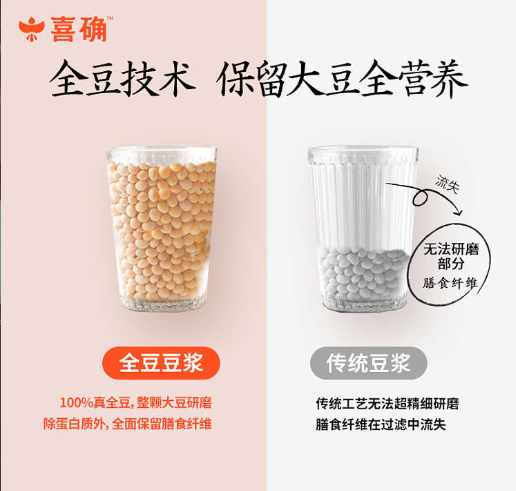 喜确™
全豆技术 保留大豆全营养
流失
无法研磨
部分
膳食纤维
全豆豆浆
传统豆浆
100%真全豆,整颗大豆研磨
除蛋白质外,全面保留膳食纤维
传统工艺无法超精细研磨
膳食纤维在过滤中流失